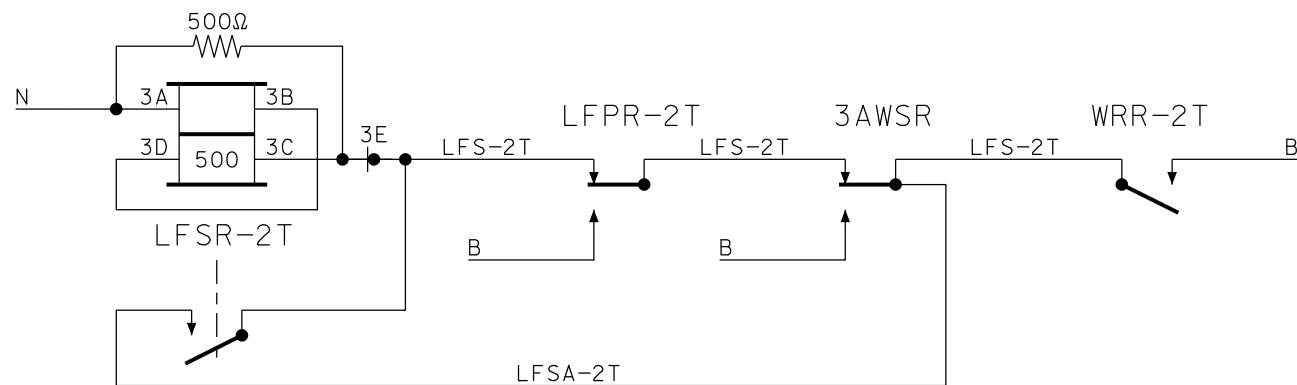 500Ω
N
3A
3B
LFPR-2T
3AWSR
WRR-2T
3D
500
3C
3E
LFS-2T
LFS-2T
LFS-2T
B
LFSR-2T
B
B
LFSA-2T